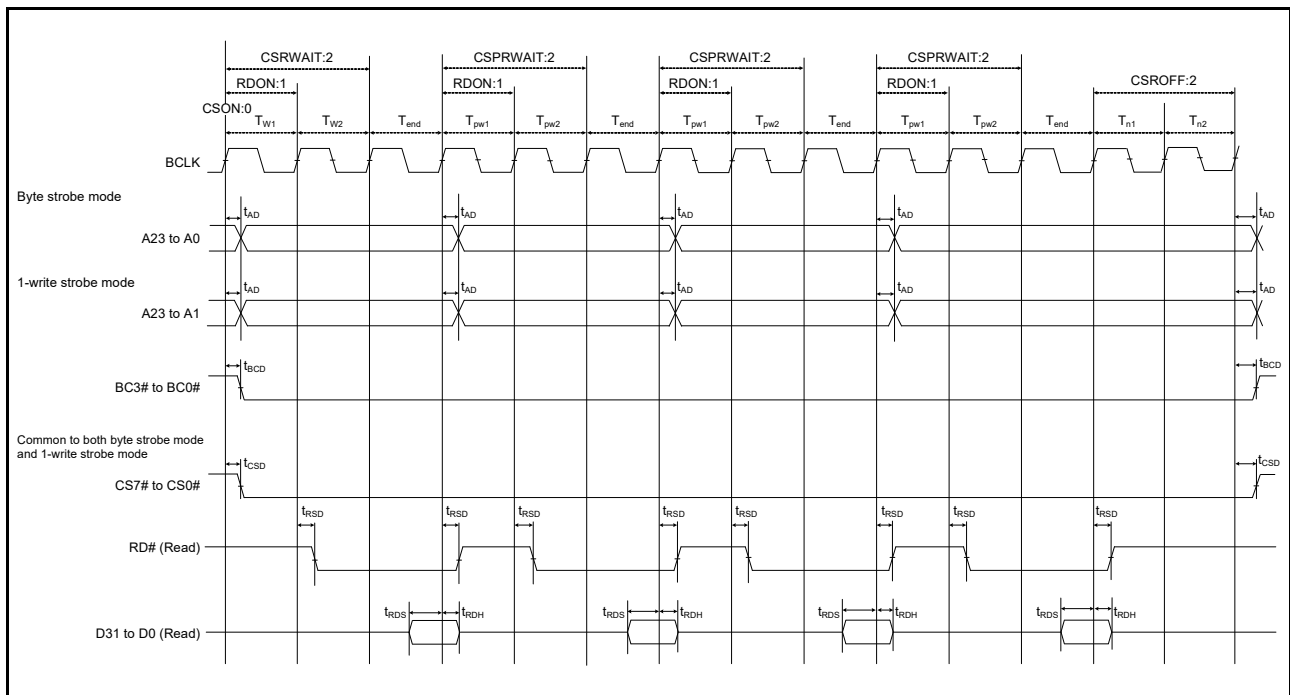 CSRWAIT:2 CSPRWAIT:2 CSPRWAIT:2 CSPRWAIT:2
RDON:1 RDON:1 RDON:1 RDON:1 CSROFF:2
CSON:0
TW1 TW2 Tend Tpw1 Tpw2 Tend Tpw1 Tpw2 Tend Tpw1 Tpw2 Tend Tn1 Tn2
BCLK
Byte strobe mode
tAD tAD tAD tAD tAD
A23 to A0
1-write strobe mode
tAD tAD tAD tAD tAD
A23 to A1
tBCD tBCD
BC3# to BC0#
Common to both byte strobe mode
and 1-write strobe mode
tCSD tCSD
CS7# to CS0#
tRSD tRSD tRSD tRSD tRSD tRSD tRSD tRSD
RD# (Read)
tRDS tRDH tRDS tRDH tRDS tRDH tRDS tRDH
D31 to D0 (Read)